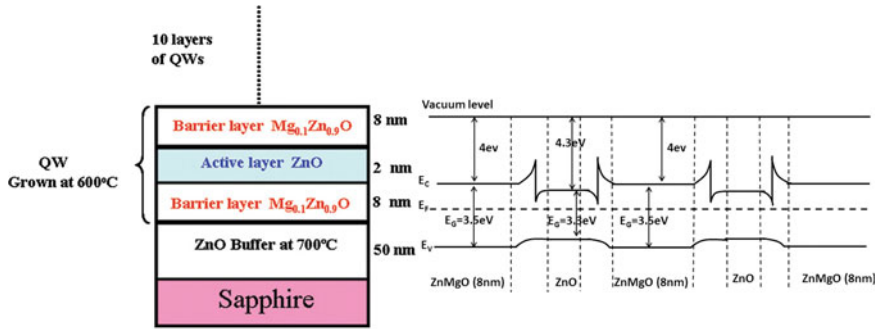 10 layers
of QWs
QW
Grown at 600°C
Barrier layer Mg0.1Zn0.9O
8 nm
Active layer ZnO
2 nm
Barrier layer Mg0.1Zn0.9O
8 nm
ZnO Buffer at 700°C
50 nm
Sapphire
Vacuum level
4ev
4.3eV
4ev
EC
EF
EG=3.5eV
EG=3.3eV
EG=3.5eV
EV
ZnMgO (8nm)
ZnO
ZnMgO (8nm)
ZnO
ZnMgO (8nm)